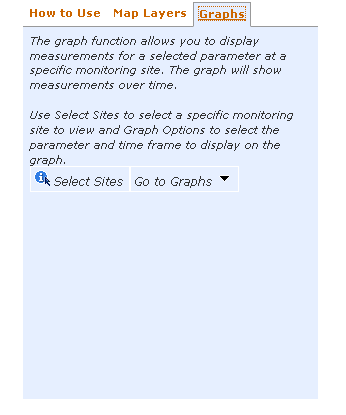 How to Use Map Layers Graphs
The graph function allows you to display
measurements for a selected parameter at a
specific monitoring site. The graph will show
measurements over time.
Use Select Sites to select a specific monitoring
site to view and Graph Options to select the
parameter and time frame to display on the
graph.
Select Sites Go to Graphs